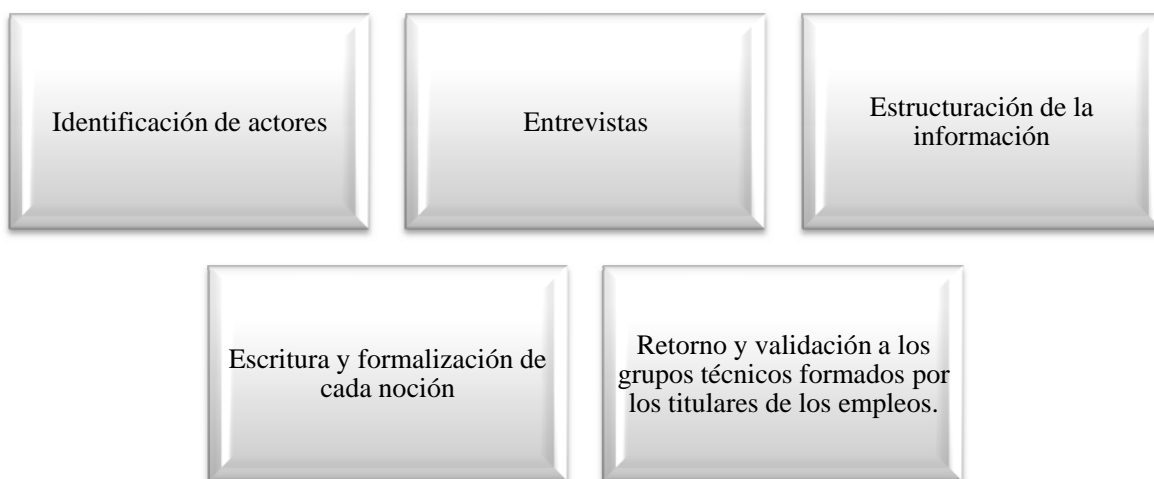 Identificación de actores
Entrevistas
Estructuración de la
información
Escritura y formalización de
cada noción
Retorno y validación a los
grupos técnicos formados por
los titulares de los empleos.